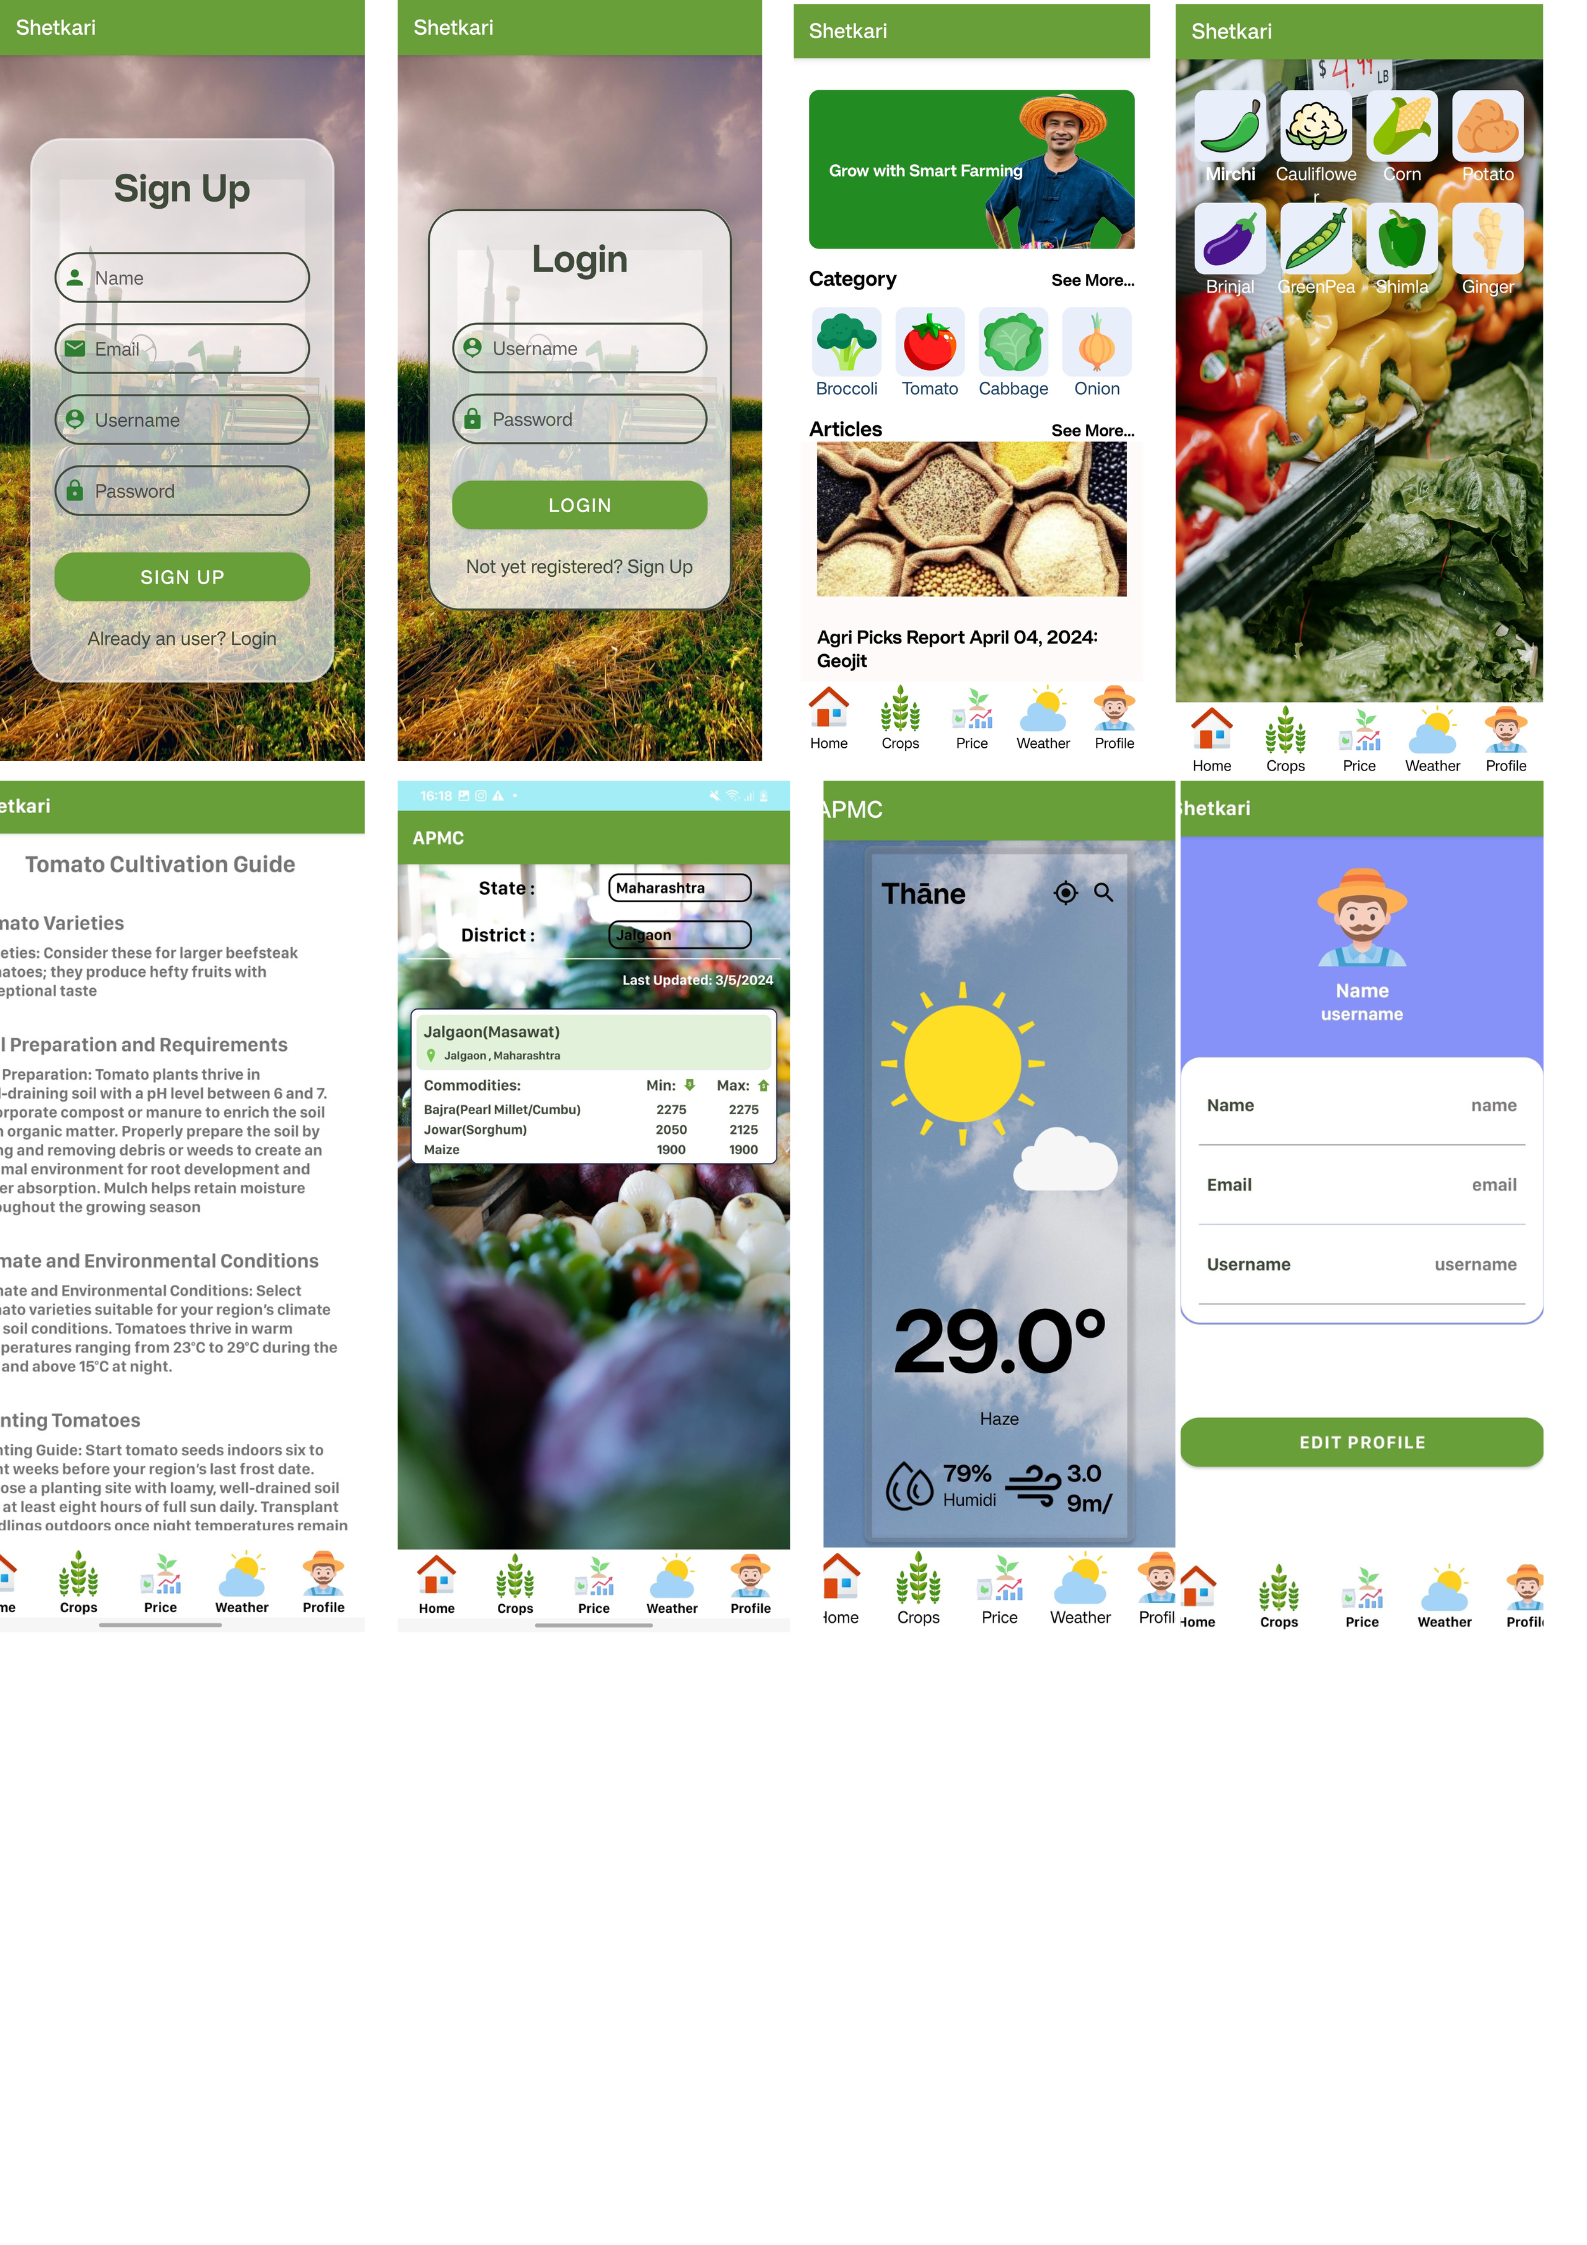 Shetkari
Sign Up
Name
Email
Username
Password
SIGN UP
Already an user? Login
Shetkari
Login
Username
Password
LOGIN
Not yet registered? Sign Up
Shetkari
Grow with Smart Farming
Category See More...
Broccoli Tomato Cabbage Onion
Articles See More...
Agri Picks Report April 04, 2024:
Geojit
Home Crops Price Weather Profile
Shetkari
$ 4.99 LB
Mirchi Cauliflowe Corn Potato
r
Brinjal GreenPea Shimla Ginger
Home Crops Price Weather Profile
etkari
Tomato Cultivation Guide
mato Varieties
eties: Consider these for larger beefsteak
natoes; they produce hefty fruits with
eptional taste
l Preparation and Requirements
Preparation: Tomato plants thrive in
l-draining soil with a pH level between 6 and 7.
orporate compost or manure to enrich the soil
n organic matter. Properly prepare the soil by
ng and removing debris or weeds to create an
mal environment for root development and
er absorption. Mulch helps retain moisture
oughout the growing season
mate and Environmental Conditions
nate and Environmental Conditions: Select
nato varieties suitable for your region's climate
soil conditions. Tomatoes thrive in warm
peratures ranging from 23°C to 29°C during the
and above 15°C at night.
nting Tomatoes
nting Guide: Start tomato seeds indoors six to
nt weeks before your region's last frost date.
ose a planting site with loamy, well-drained soil
at least eight hours of full sun daily. Transplant
dlings outdoors once night temperatures remain
me Crops Price Weather Profile
16:18
APMC
State : Maharashtra
District : Jalgaon
Last Updated: 3/5/2024
Jalgaon(Masawat)
Jalgaon , Maharashtra
Commodities: Min: Max:
Bajra(Pearl Millet/Cumbu) 2275 2275
Jowar(Sorghum) 2050 2125
Maize 1900 1900
Home Crops Price Weather Profile
APMC
Thāne
29.0°
Haze
79% 3.0
Humidi 9m/
Home Crops Price Weather Profil
Shetkari
Name
username
Name name
Email email
Username username
EDIT PROFILE
Home Crops Price Weather Profile